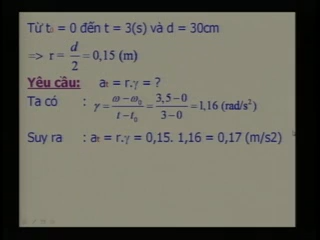 Từ t₀ = 0 đến t = 3(s) và d = 30cm
=> r = d/2 = 0,15 (m)
Yêu cầu: aₜ = r.γ = ?
Ta có : γ = (ω-ω₀)/(t-t₀) = (3,5-0)/(3-0) = 1,16 (rad/s²)
Suy ra : aₜ = r.γ = 0,15. 1,16 = 0,17 (m/s2)